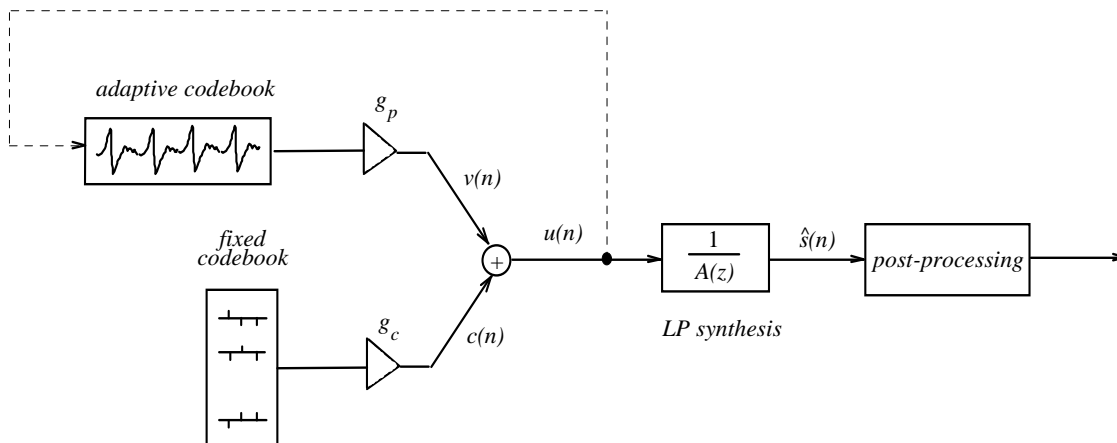 adaptive codebook
g_p
v(n)
fixed
codebook
u(n)
+
1
A(z)
ŝ(n)
post-processing
LP synthesis
g_c
c(n)